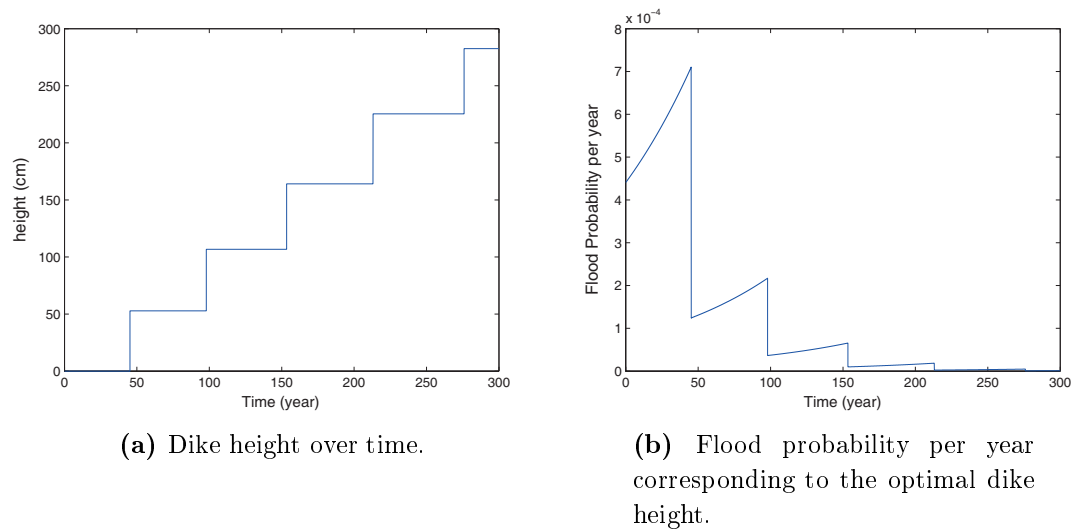 300
250
200
150
100
50
0
height (cm)
0 50 100 150 200 250 300
Time (year)
(a) Dike height over time.
x 10⁻⁴
8
7
6
5
4
3
2
1
0
Flood Probability per year
0 50 100 150 200 250 300
Time (year)
(b) Flood probability per year
corresponding to the optimal dike
height.